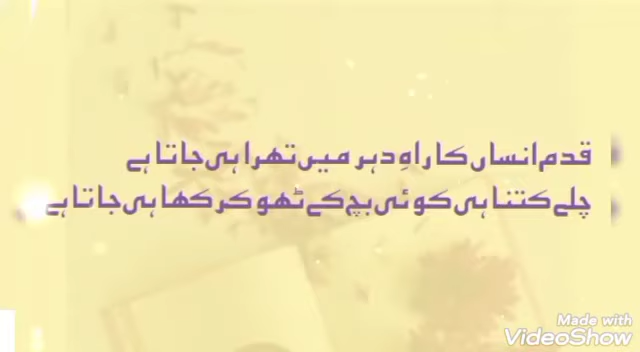 قدم انساں کا راہِ دہر میں تھرا ہی جاتا ہے
چلے کتنا ہی کوئی بچ کے ٹھوکر کھا ہی جاتا ہے
Made with
VideoShow